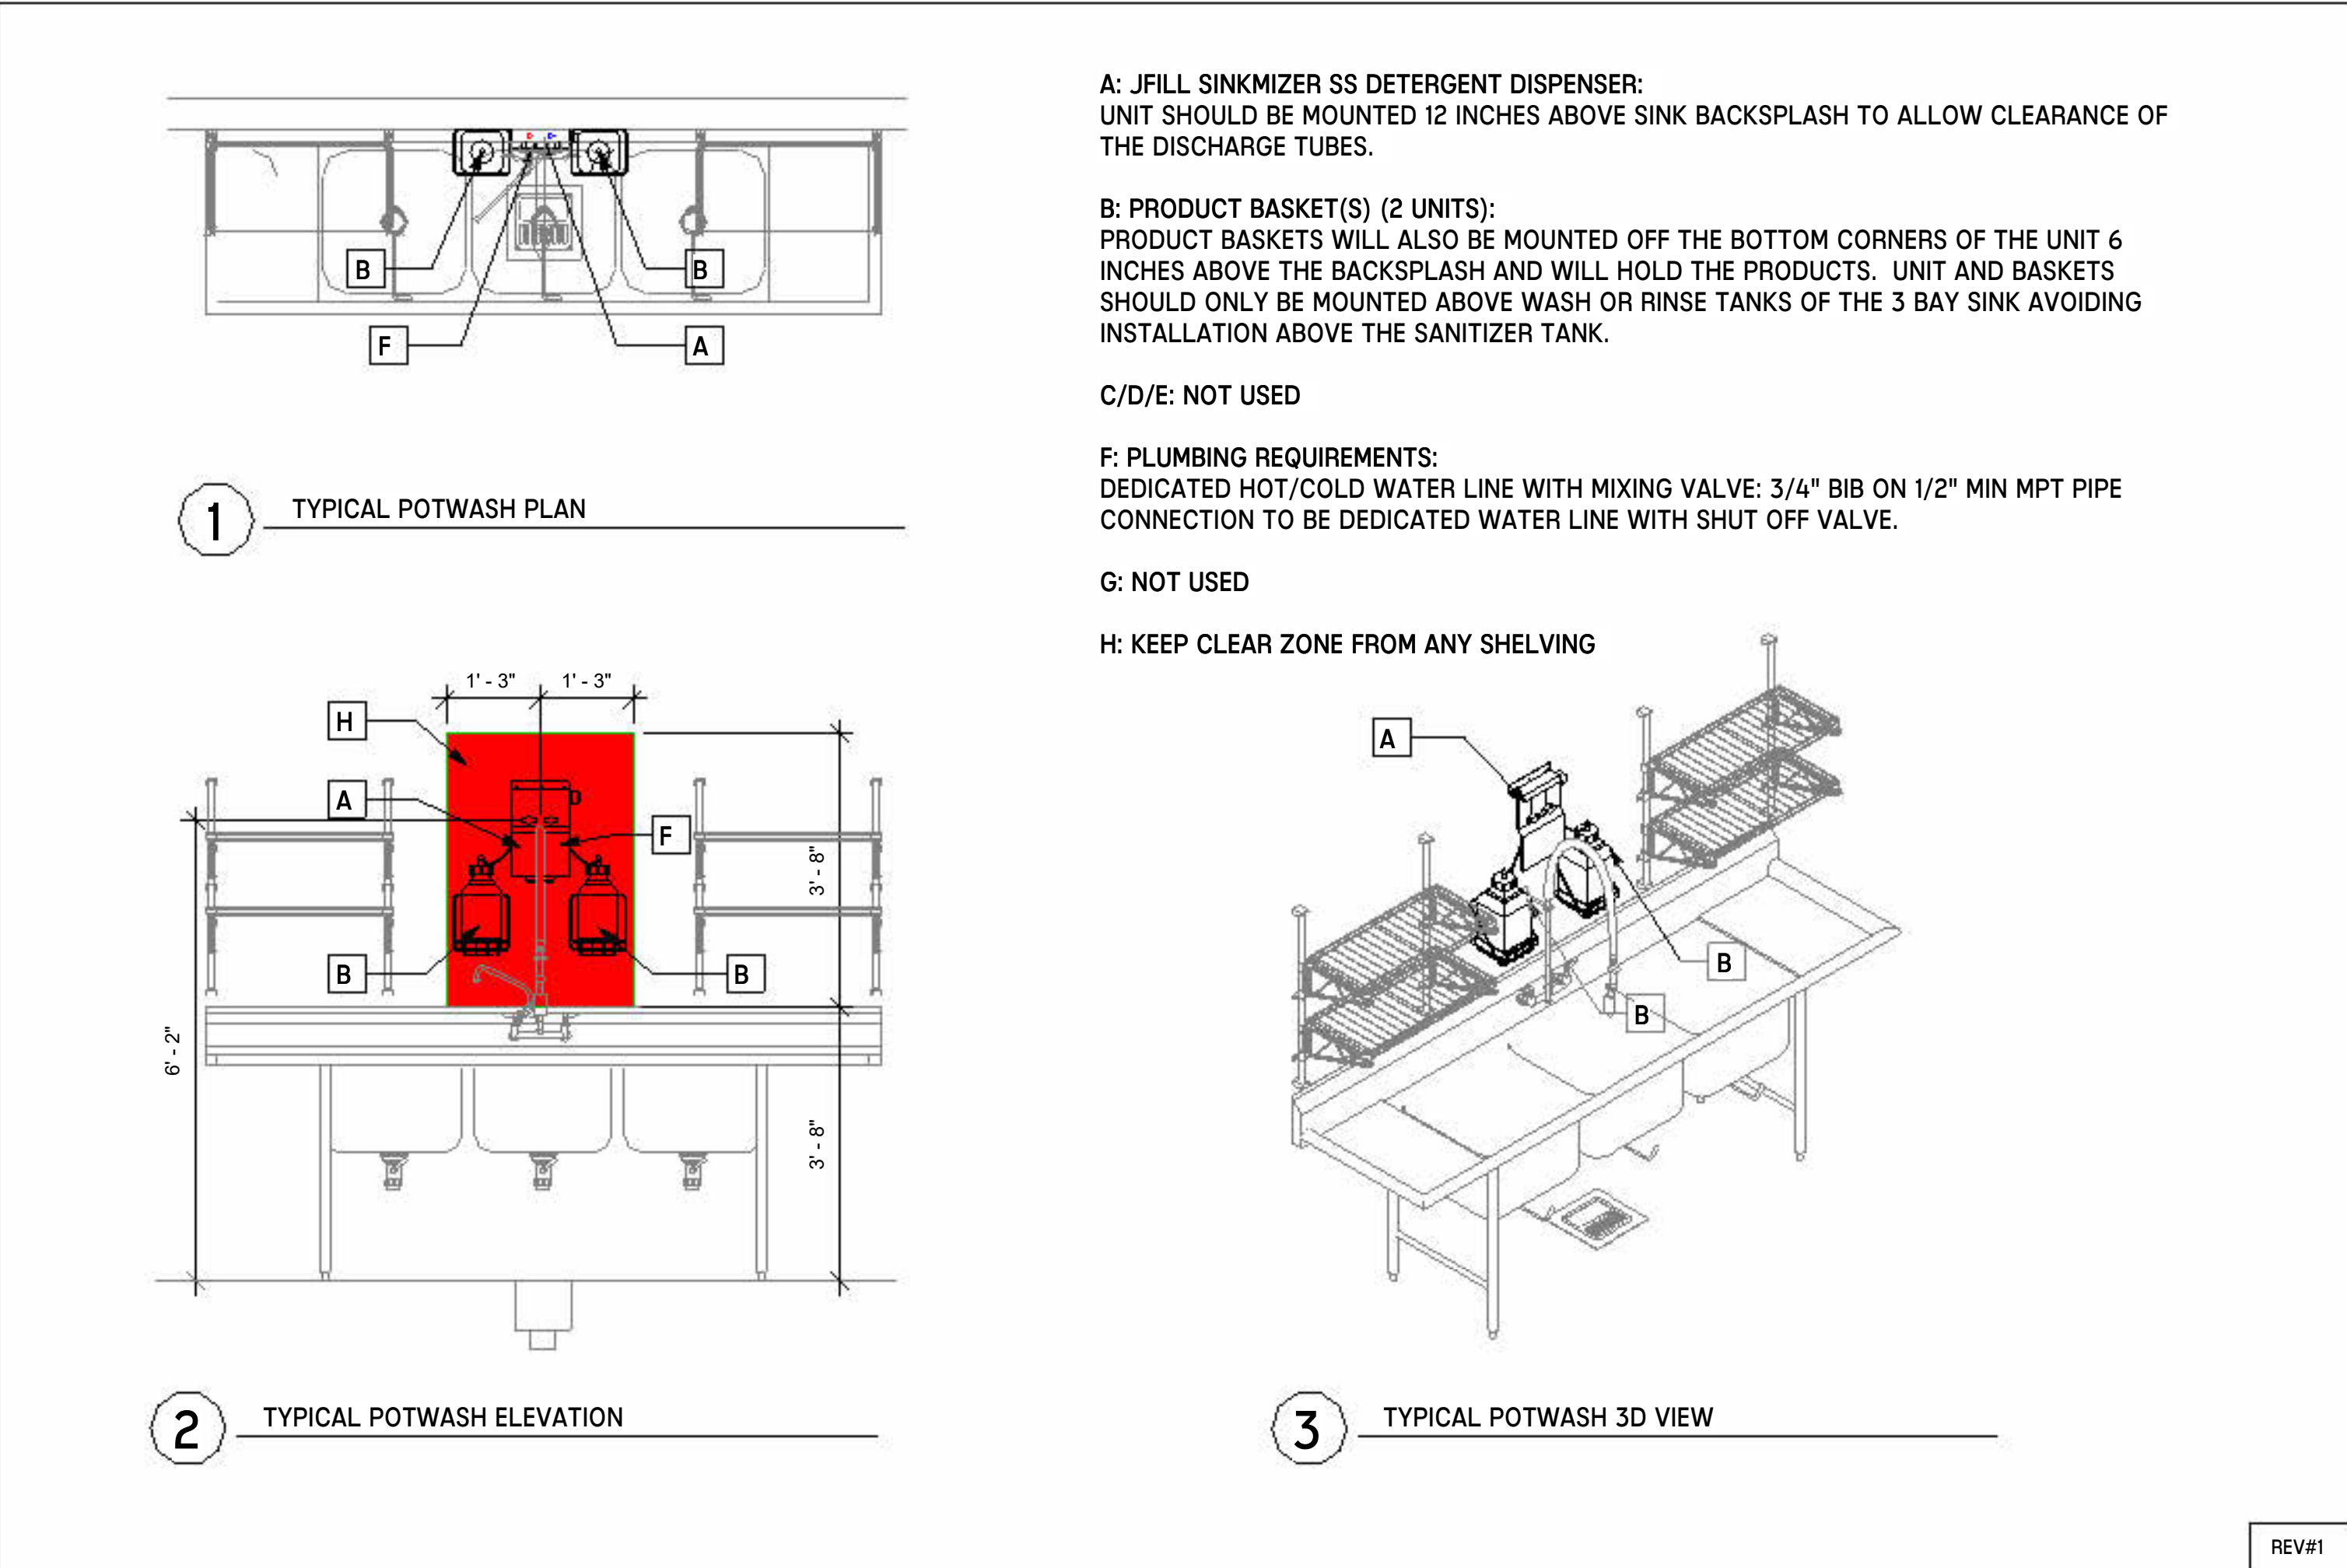 A: JFILL SINKMIZER SS DETERGENT DISPENSER:
UNIT SHOULD BE MOUNTED 12 INCHES ABOVE SINK BACKSPLASH TO ALLOW CLEARANCE OF
THE DISCHARGE TUBES.
B: PRODUCT BASKET(S) (2 UNITS):
PRODUCT BASKETS WILL ALSO BE MOUNTED OFF THE BOTTOM CORNERS OF THE UNIT 6
INCHES ABOVE THE BACKSPLASH AND WILL HOLD THE PRODUCTS.  UNIT AND BASKETS
SHOULD ONLY BE MOUNTED ABOVE WASH OR RINSE TANKS OF THE 3 BAY SINK AVOIDING
INSTALLATION ABOVE THE SANITIZER TANK.
C/D/E: NOT USED
F: PLUMBING REQUIREMENTS:
DEDICATED HOT/COLD WATER LINE WITH MIXING VALVE: 3/4" BIB ON 1/2" MIN MPT PIPE
CONNECTION TO BE DEDICATED WATER LINE WITH SHUT OFF VALVE.
G: NOT USED
H: KEEP CLEAR ZONE FROM ANY SHELVING
B
B
F
A
1
TYPICAL POTWASH PLAN
1' - 3"
1' - 3"
H
A
F
B
B
3' - 8"
6' - 2"
3' - 8"
2
TYPICAL POTWASH ELEVATION
A
B
B
3
TYPICAL POTWASH 3D VIEW
REV#1